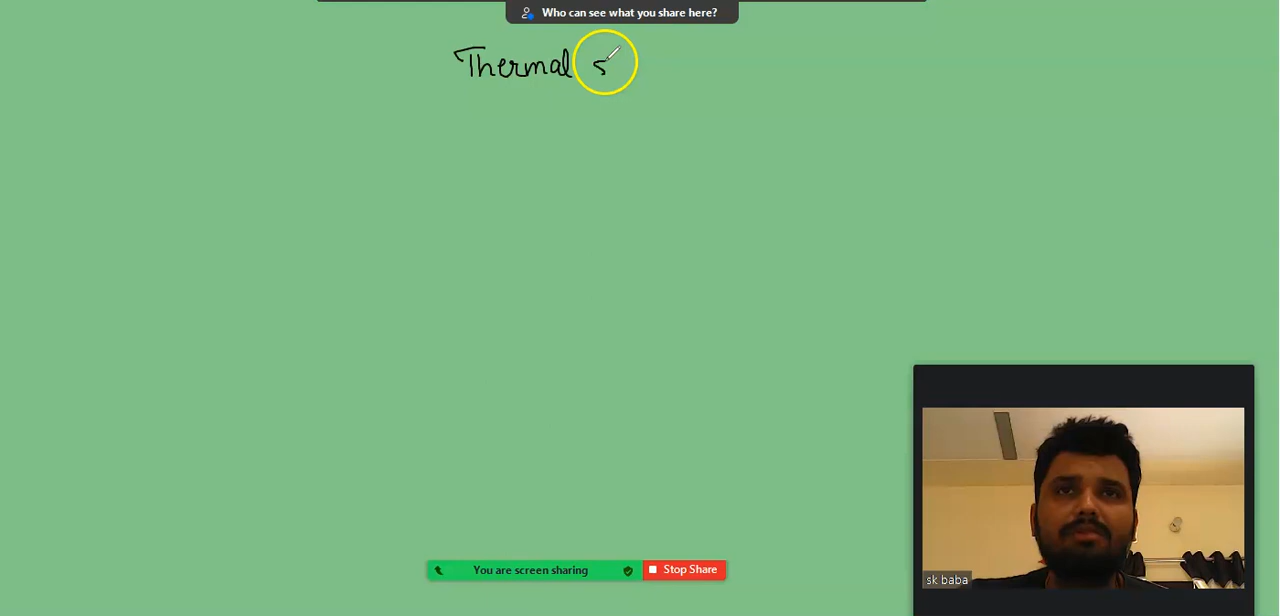 Who can see what you share here?
Thermal s
You are screen sharing
Stop Share
sk baba